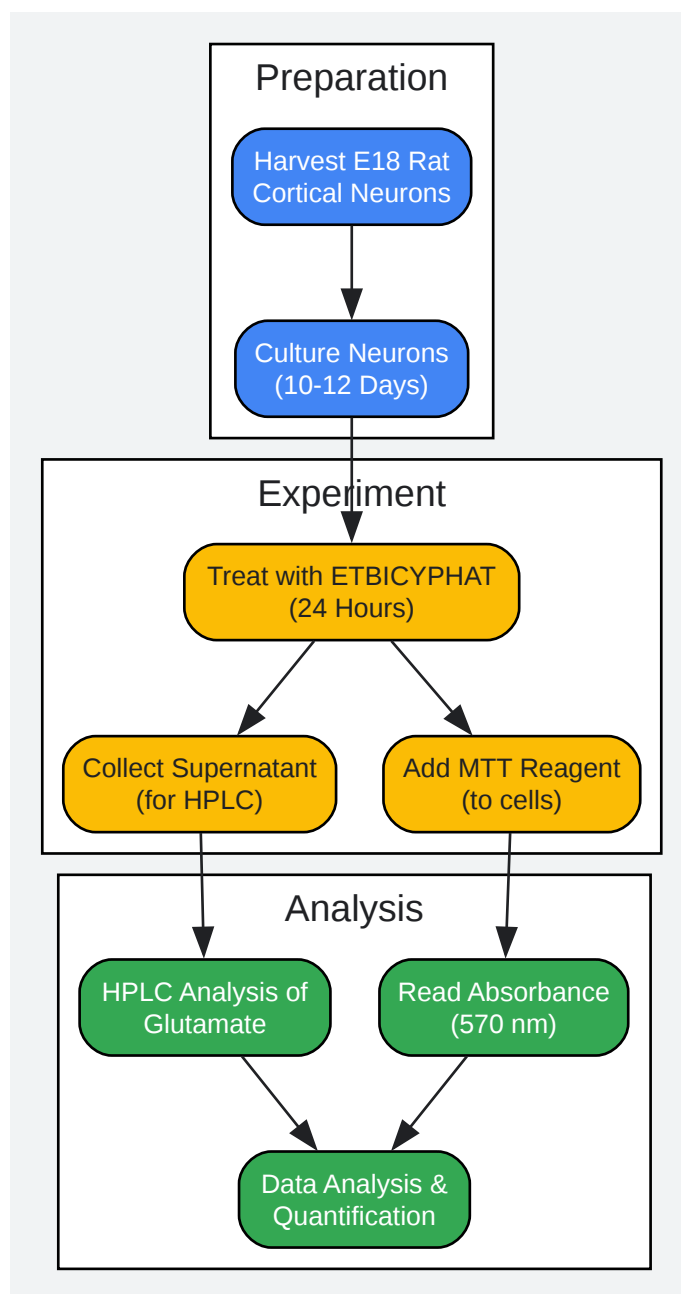 Preparation
Harvest E18 Rat
Cortical Neurons
Culture Neurons
(10-12 Days)
Experiment
Treat with ETBICYPHAT
(24 Hours)
Collect Supernatant
(for HPLC)
Add MTT Reagent
(to cells)
Analysis
HPLC Analysis of
Glutamate
Read Absorbance
(570 nm)
Data Analysis &
Quantification